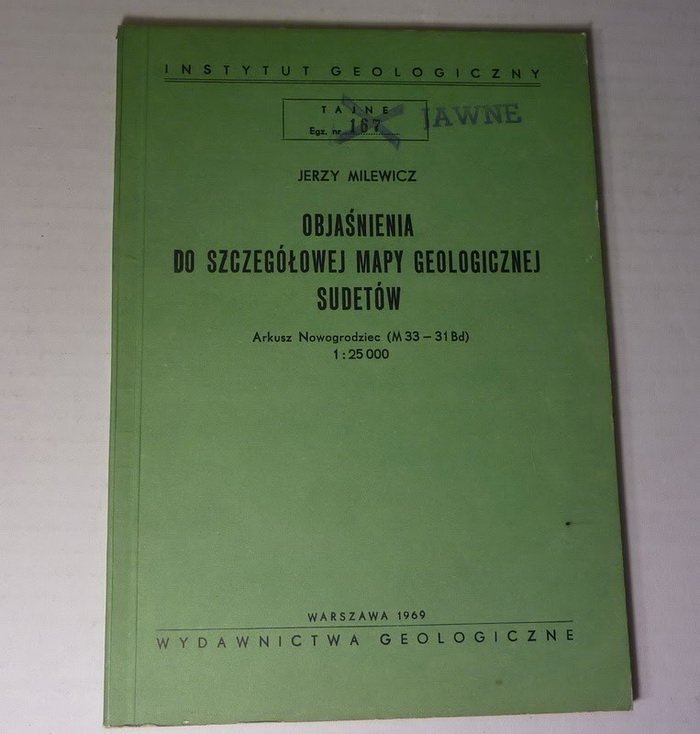 INSTYTUT GEOLOGICZNY
TAJNE
Egz. nr 167
JAWNE
JERZY MILEWICZ
OBJAŚNIENIA
DO SZCZEGÓŁOWEJ MAPY GEOLOGICZNEJ
SUDETÓW
Arkusz Nowogrodziec (M 33 – 31 Bd)
1 : 25 000
WARSZAWA 1969
WYDAWNICTWA GEOLOGICZNE